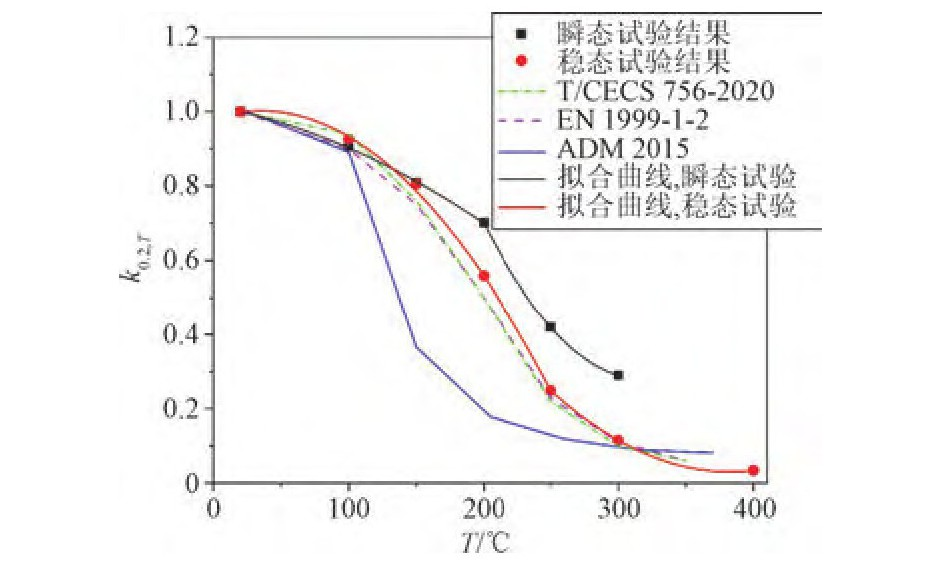 瞬态试验结果
稳态试验结果
T/CECS 756-2020
EN 1999-1-2
ADM 2015
拟合曲线,瞬态试验
拟合曲线,稳态试验
1.2
1.0
0.8
0.6
0.4
0.2
0
k0.2,T
0 100 200 300 400
T/℃